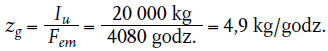 z_g = I_u / F_em = 20 000 kg / 4080 godz. = 4,9 kg/godz.